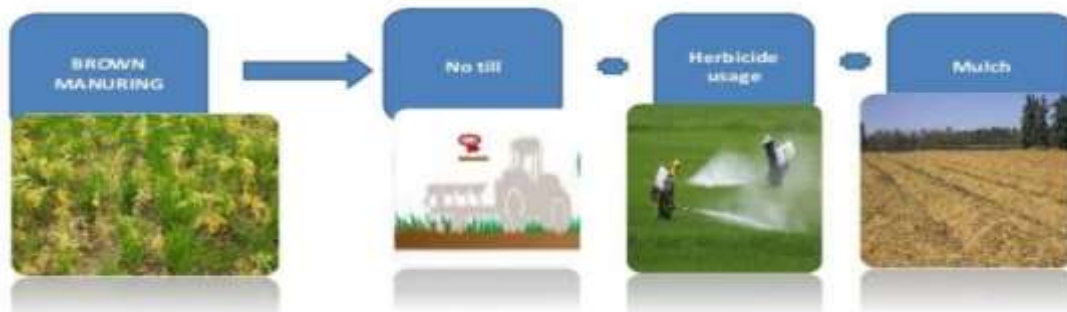 BROWN
MANURING
No till
Herbicide
usage
Mulch